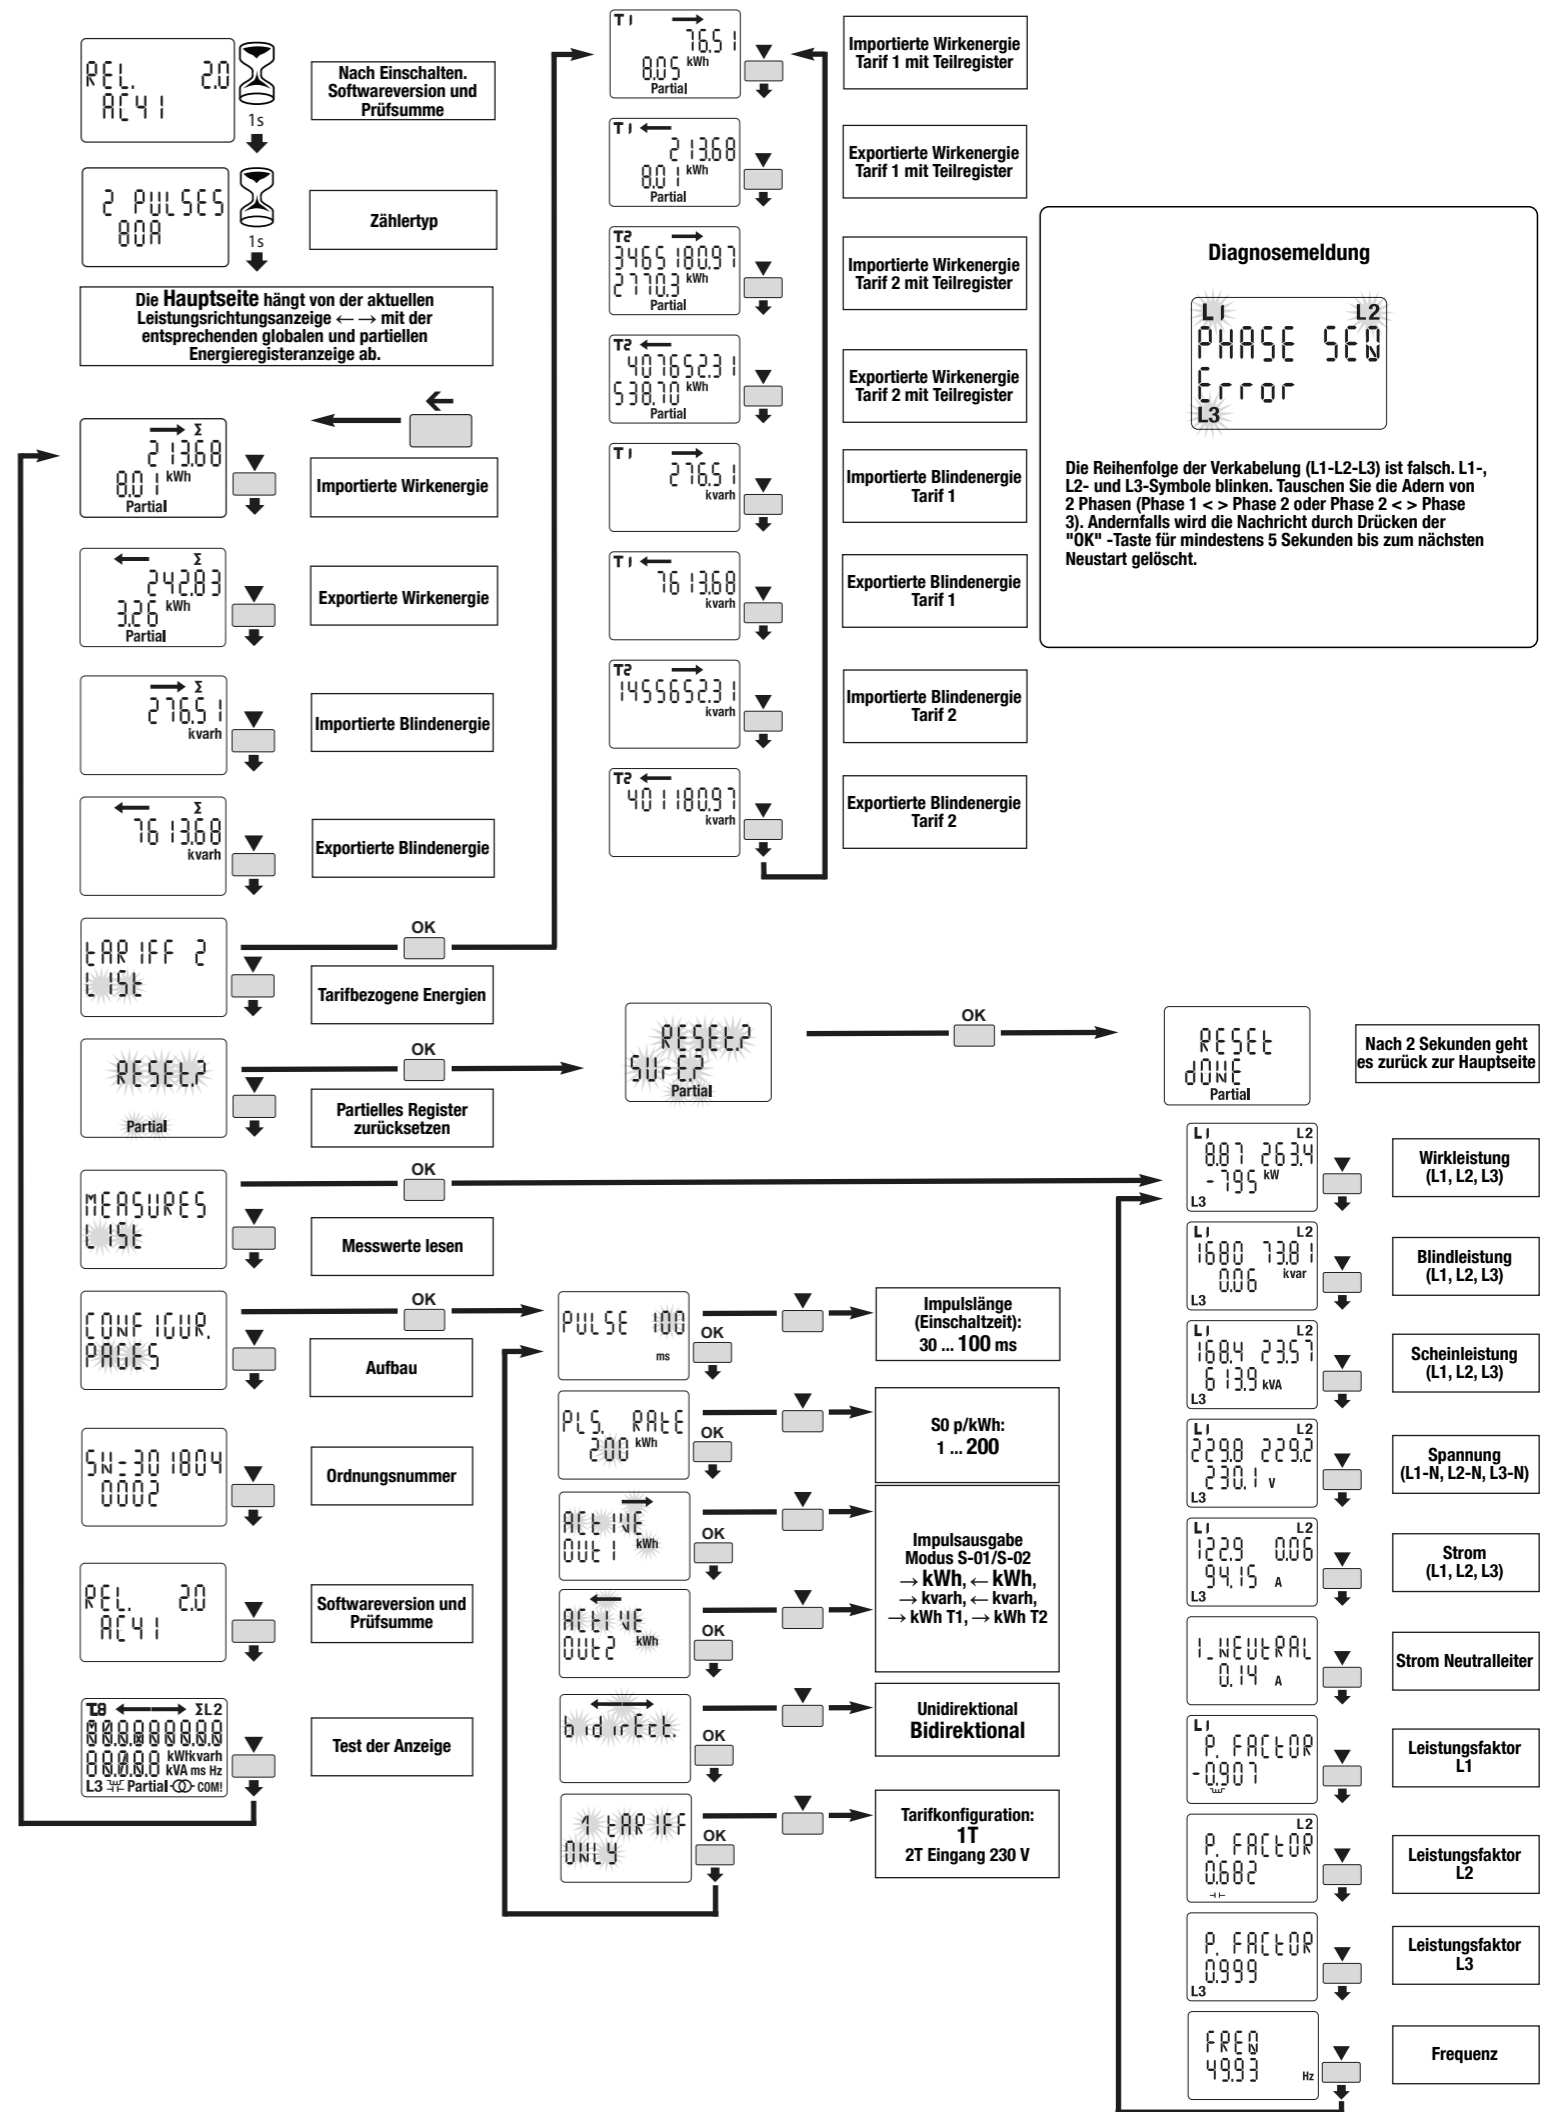 REL. 2.0
AC41
1s
Nach Einschalten.
Softwareversion und
Prüfsumme
2 PULSES
80A
1s
Zählertyp
Die Hauptseite hängt von der aktuellen
Leistungsrichtungsanzeige ← → mit der
entsprechenden globalen und partiellen
Energieregisteranzeige ab.
→ Σ
213.68
8.01 kWh
Partial
Importierte Wirkenergie
← Σ
242.83
3.26 kWh
Partial
Exportierte Wirkenergie
→ Σ
276.51
kvarh
Importierte Blindenergie
← Σ
7613.68
kvarh
Exportierte Blindenergie
tARIFF 2
LISt
OK
Tarifbezogene Energien
RESEt.?
Partial
OK
Partielles Register
zurücksetzen
RESEt.?
SUrE.?
Partial
OK
RESEt
dONE
Partial
Nach 2 Sekunden geht
es zurück zur Hauptseite
MEASURES
LISt
OK
Messwerte lesen
CONFIGUR.
PAGES
OK
Aufbau
SN=301804
0002
Ordnungsnummer
REL. 2.0
AC41
Softwareversion und
Prüfsumme
ΣL2
kWhkvarh
kVA ms Hz
L3 Partial COM!
Test der Anzeige
T1 →
76.51
8.05 kWh
Partial
Importierte Wirkenergie
Tarif 1 mit Teilregister
T1 ←
213.68
8.01 kWh
Partial
Exportierte Wirkenergie
Tarif 1 mit Teilregister
T2 →
3465180.97
2770.3 kWh
Partial
Importierte Wirkenergie
Tarif 2 mit Teilregister
T2 ←
407652.31
538.70 kWh
Partial
Exportierte Wirkenergie
Tarif 2 mit Teilregister
T1 →
276.51
kvarh
Importierte Blindenergie
Tarif 1
T1 ←
7613.68
kvarh
Exportierte Blindenergie
Tarif 1
T2 →
1455652.31
kvarh
Importierte Blindenergie
Tarif 2
T2 ←
401180.97
kvarh
Exportierte Blindenergie
Tarif 2
Diagnosemeldung
L1 L2
PHASE SEQ
Error
L3
Die Reihenfolge der Verkabelung (L1-L2-L3) ist falsch. L1-,
L2- und L3-Symbole blinken. Tauschen Sie die Adern von
2 Phasen (Phase 1 < > Phase 2 oder Phase 2 < > Phase
3). Andernfalls wird die Nachricht durch Drücken der
"OK" -Taste für mindestens 5 Sekunden bis zum nächsten
Neustart gelöscht.
PULSE 100
ms
OK
Impulslänge
(Einschaltzeit):
30 ... 100 ms
PLS. RAtE
200 kWh
OK
S0 p/kWh:
1 ... 200
→
ACtIVE
OUt1 kWh
OK
←
ACtIVE
OUt2 kWh
OK
Impulsausgabe
Modus S-01/S-02
→ kWh, ← kWh,
→ kvarh, ← kvarh,
→ kWh T1, → kWh T2
bidirEct.
OK
Unidirektional
Bidirektional
1 tARIFF
ONLY
OK
Tarifkonfiguration:
1T
2T Eingang 230 V
L1 L2
8.87 263.4
-795 kW
L3
Wirkleistung
(L1, L2, L3)
L1 L2
1680 73.81
0.06 kvar
L3
Blindleistung
(L1, L2, L3)
L1 L2
168.4 23.57
613.9 kVA
L3
Scheinleistung
(L1, L2, L3)
L1 L2
229.8 229.2
230.1 V
L3
Spannung
(L1-N, L2-N, L3-N)
L1 L2
122.9 0.06
94.15 A
L3
Strom
(L1, L2, L3)
I_NEUtRAL
0.14 A
Strom Neutralleiter
L1
P. FACtOR
-0.907
Leistungsfaktor
L1
L2
P. FACtOR
0.682
Leistungsfaktor
L2
P. FACtOR
0.999
L3
Leistungsfaktor
L3
FREQ
49.93
Hz
Frequenz